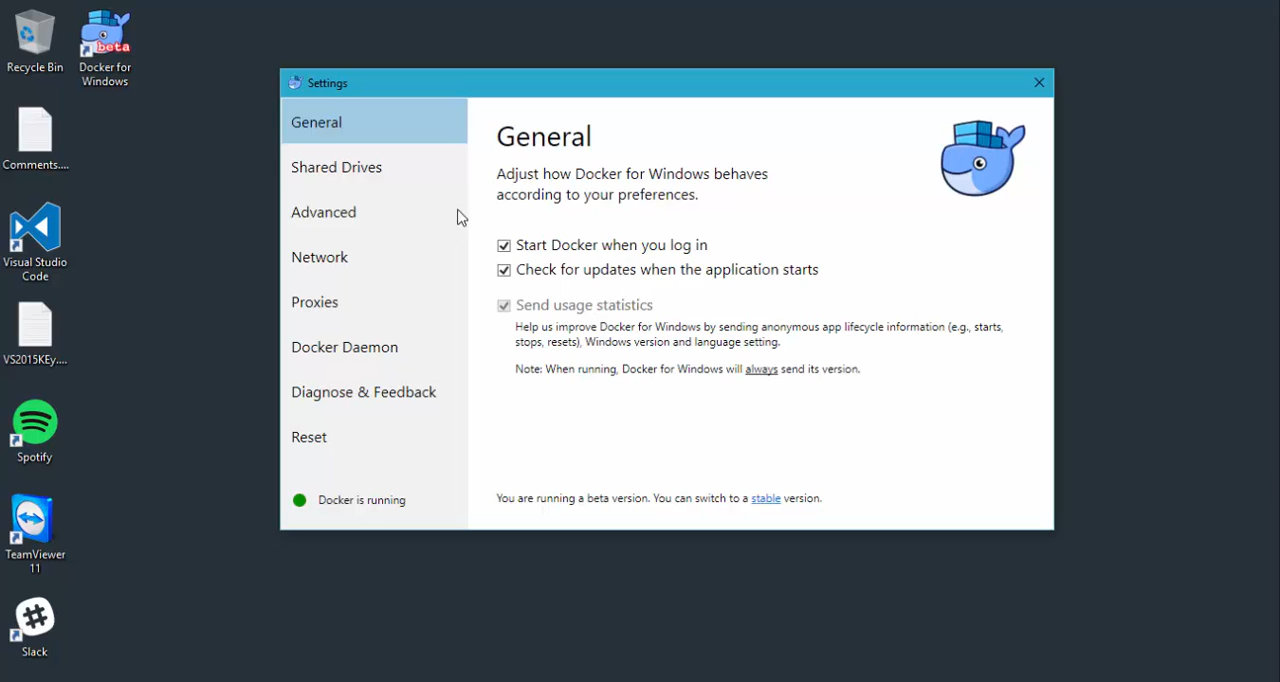 Recycle Bin
Docker for
Windows
beta
Comments....
Visual Studio
Code
VS2015KEy....
Spotify
TeamViewer
11
Slack
Settings
General
Shared Drives
Advanced
Network
Proxies
Docker Daemon
Diagnose & Feedback
Reset
Docker is running
General
Adjust how Docker for Windows behaves
according to your preferences.
Start Docker when you log in
Check for updates when the application starts
Send usage statistics
Help us improve Docker for Windows by sending anonymous app lifecycle information (e.g., starts,
stops, resets), Windows version and language setting.
Note: When running, Docker for Windows will always send its version.
You are running a beta version. You can switch to a stable version.